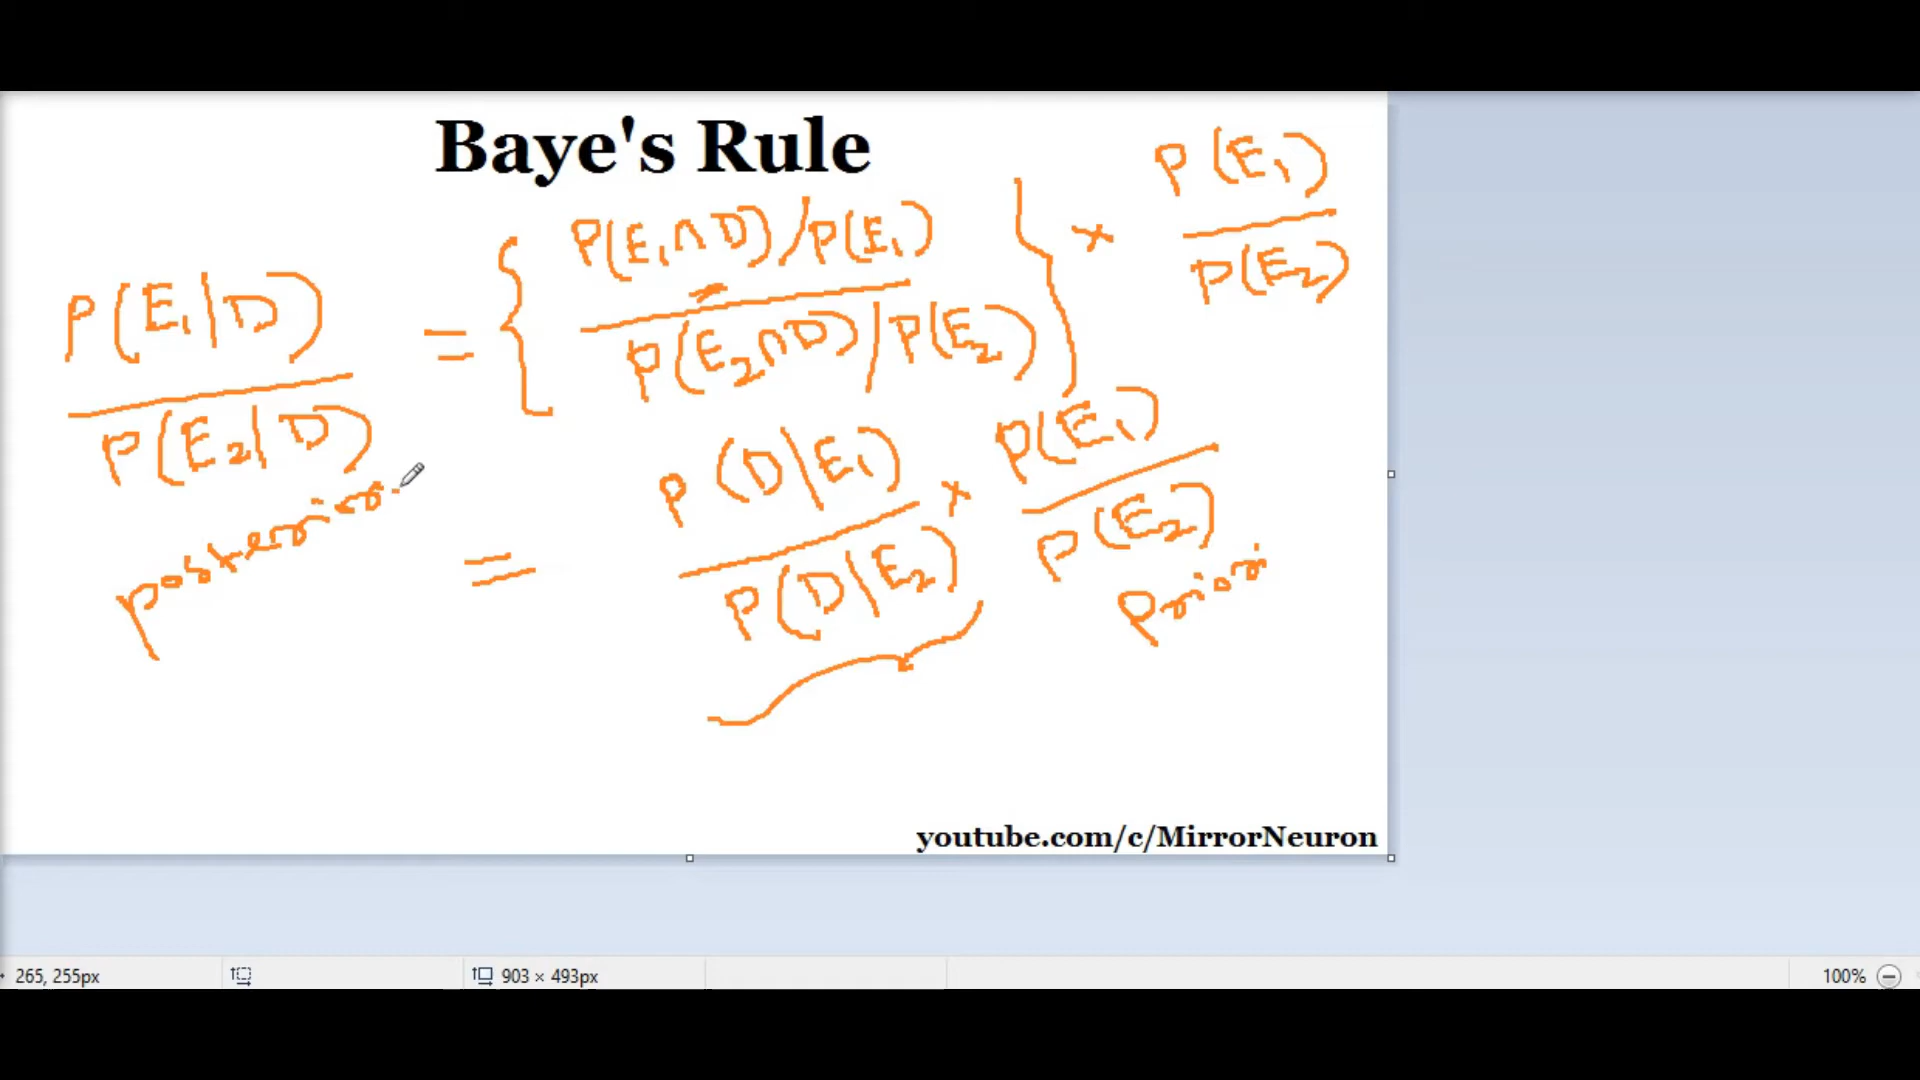 Baye's Rule
P(E₁|D) / P(E₂|D) = { P(E₁∩D)/P(E₁) / P(E₂∩D)/P(E₂) } × P(E₁) / P(E₂)
= P(D|E₁) / P(D|E₂) × P(E₁) / P(E₂)
posterior.
Prior
youtube.com/c/MirrorNeuron
265, 255px
903 × 493px
100%